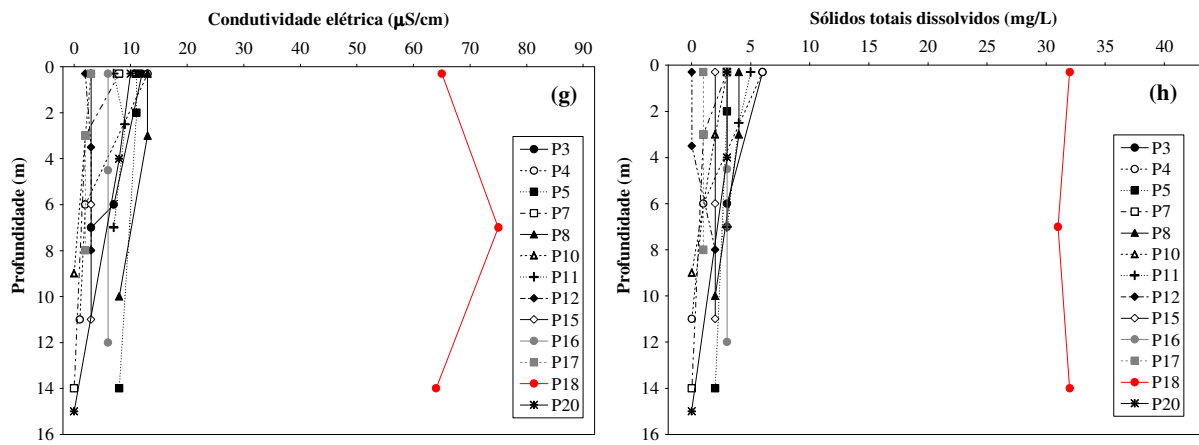 Condutividade elétrica (µS/cm)
0 10 20 30 40 50 60 70 80 90
0
2
4
6
8
10
12
14
16
Profundidade (m)
(g)
P3
P4
P5
P7
P8
P10
P11
P12
P15
P16
P17
P18
P20
Sólidos totais dissolvidos (mg/L)
0 5 10 15 20 25 30 35 40
0
2
4
6
8
10
12
14
16
Profundidade (m)
(h)
P3
P4
P5
P7
P8
P10
P11
P12
P15
P16
P17
P18
P20